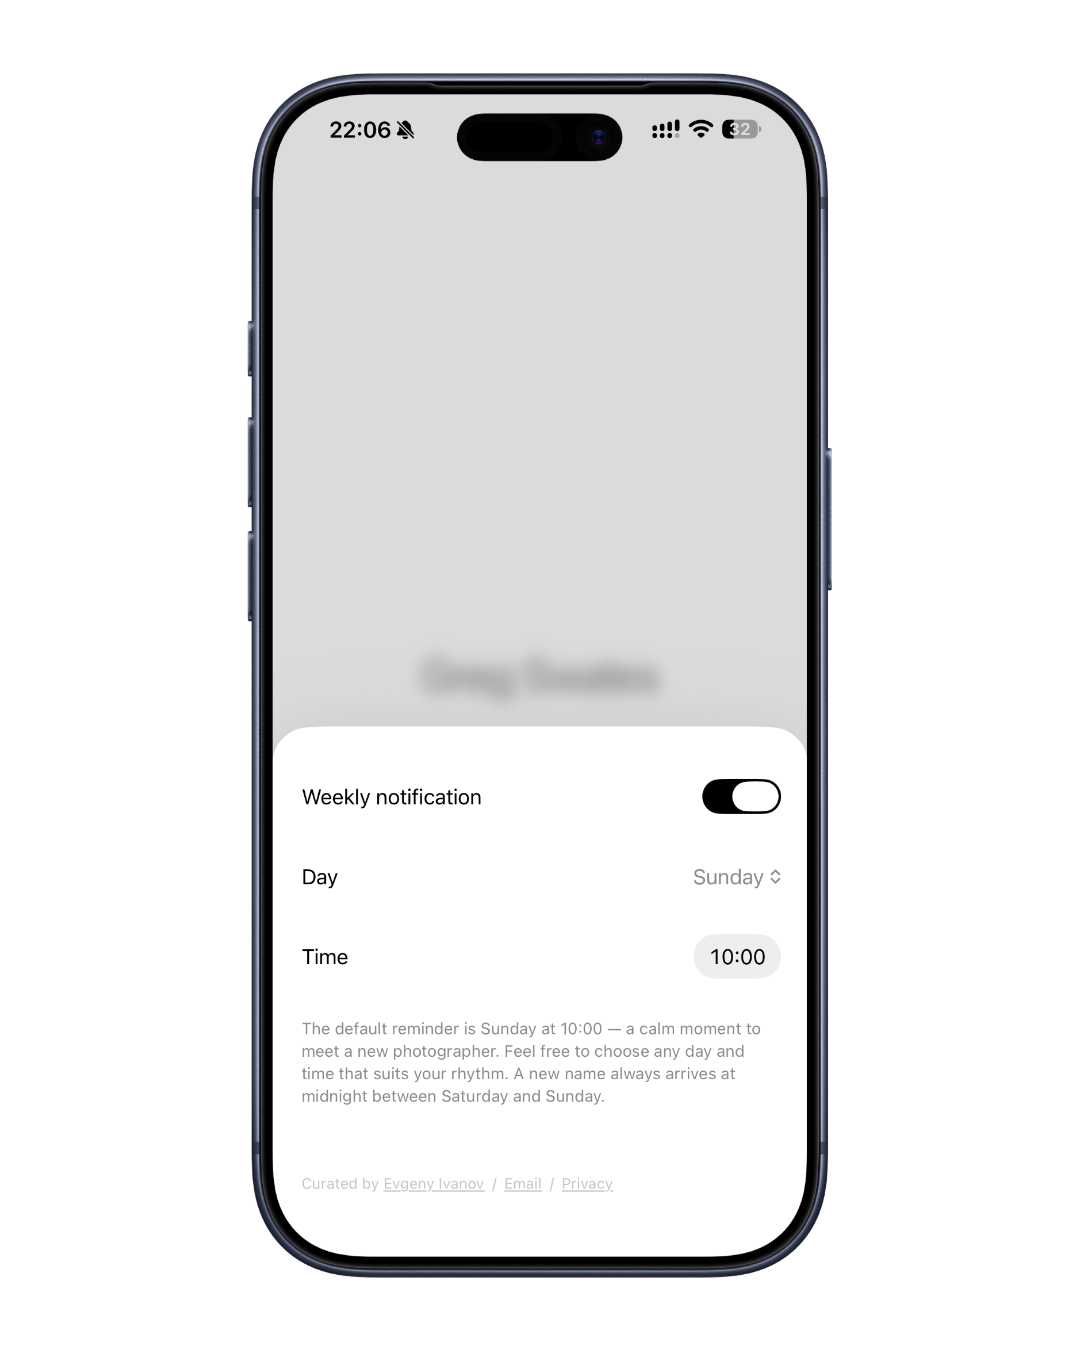 22:06
32
Greg Swales
Weekly notification
Day
Sunday
Time
10:00
The default reminder is Sunday at 10:00 — a calm moment to
meet a new photographer. Feel free to choose any day and
time that suits your rhythm. A new name always arrives at
midnight between Saturday and Sunday.
Curated by Evgeny Ivanov / Email / Privacy